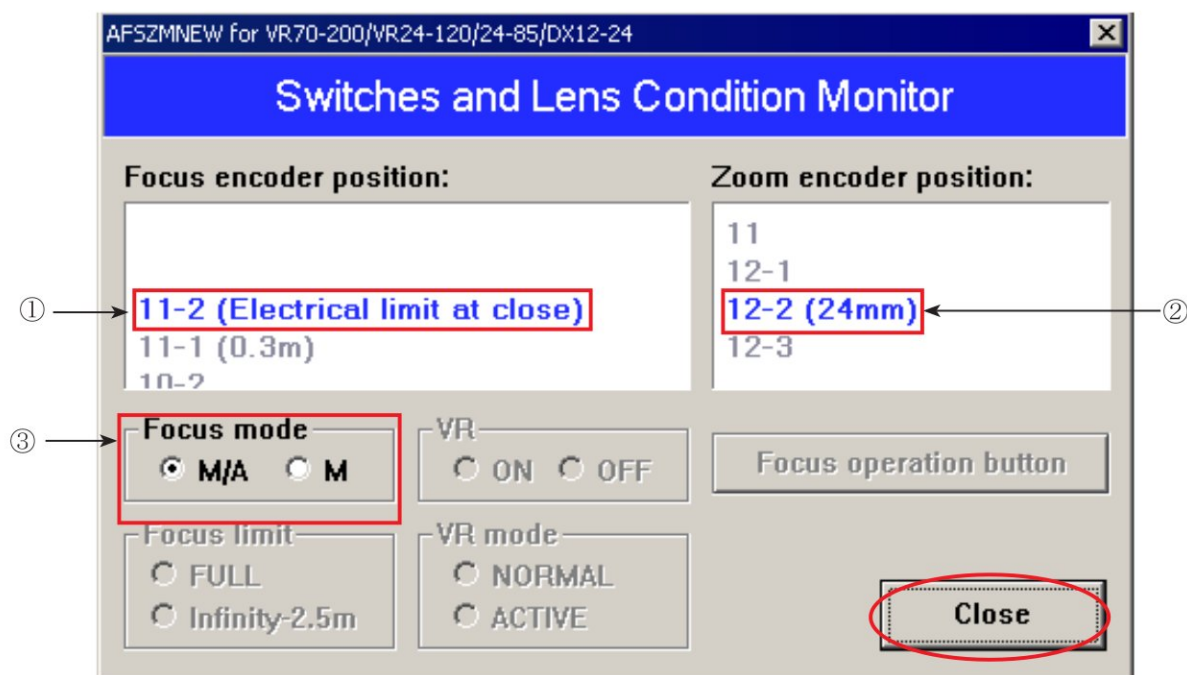 AFSZMNEW for VR70-200/VR24-120/24-85/DX12-24
Switches and Lens Condition Monitor
Focus encoder position:
Zoom encoder position:
11
12-1
① 11-2 (Electrical limit at close)
12-2 (24mm) ②
11-1 (0.3m)
12-3
10-2
③ Focus mode
M/A M
VR
ON OFF
Focus operation button
Focus limit
FULL
Infinity-2.5m
VR mode
NORMAL
ACTIVE
Close